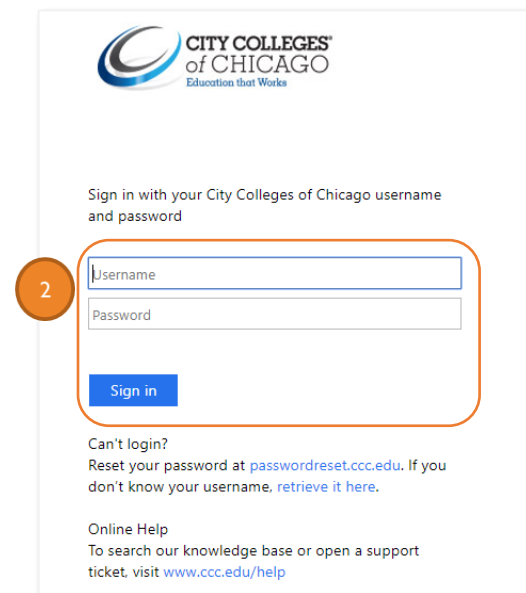 CITY COLLEGES®
of CHICAGO
Education that Works
Sign in with your City Colleges of Chicago username
and password
2
Username
Password
Sign in
Can't login?
Reset your password at passwordreset.ccc.edu. If you
don't know your username, retrieve it here.
Online Help
To search our knowledge base or open a support
ticket, visit www.ccc.edu/help